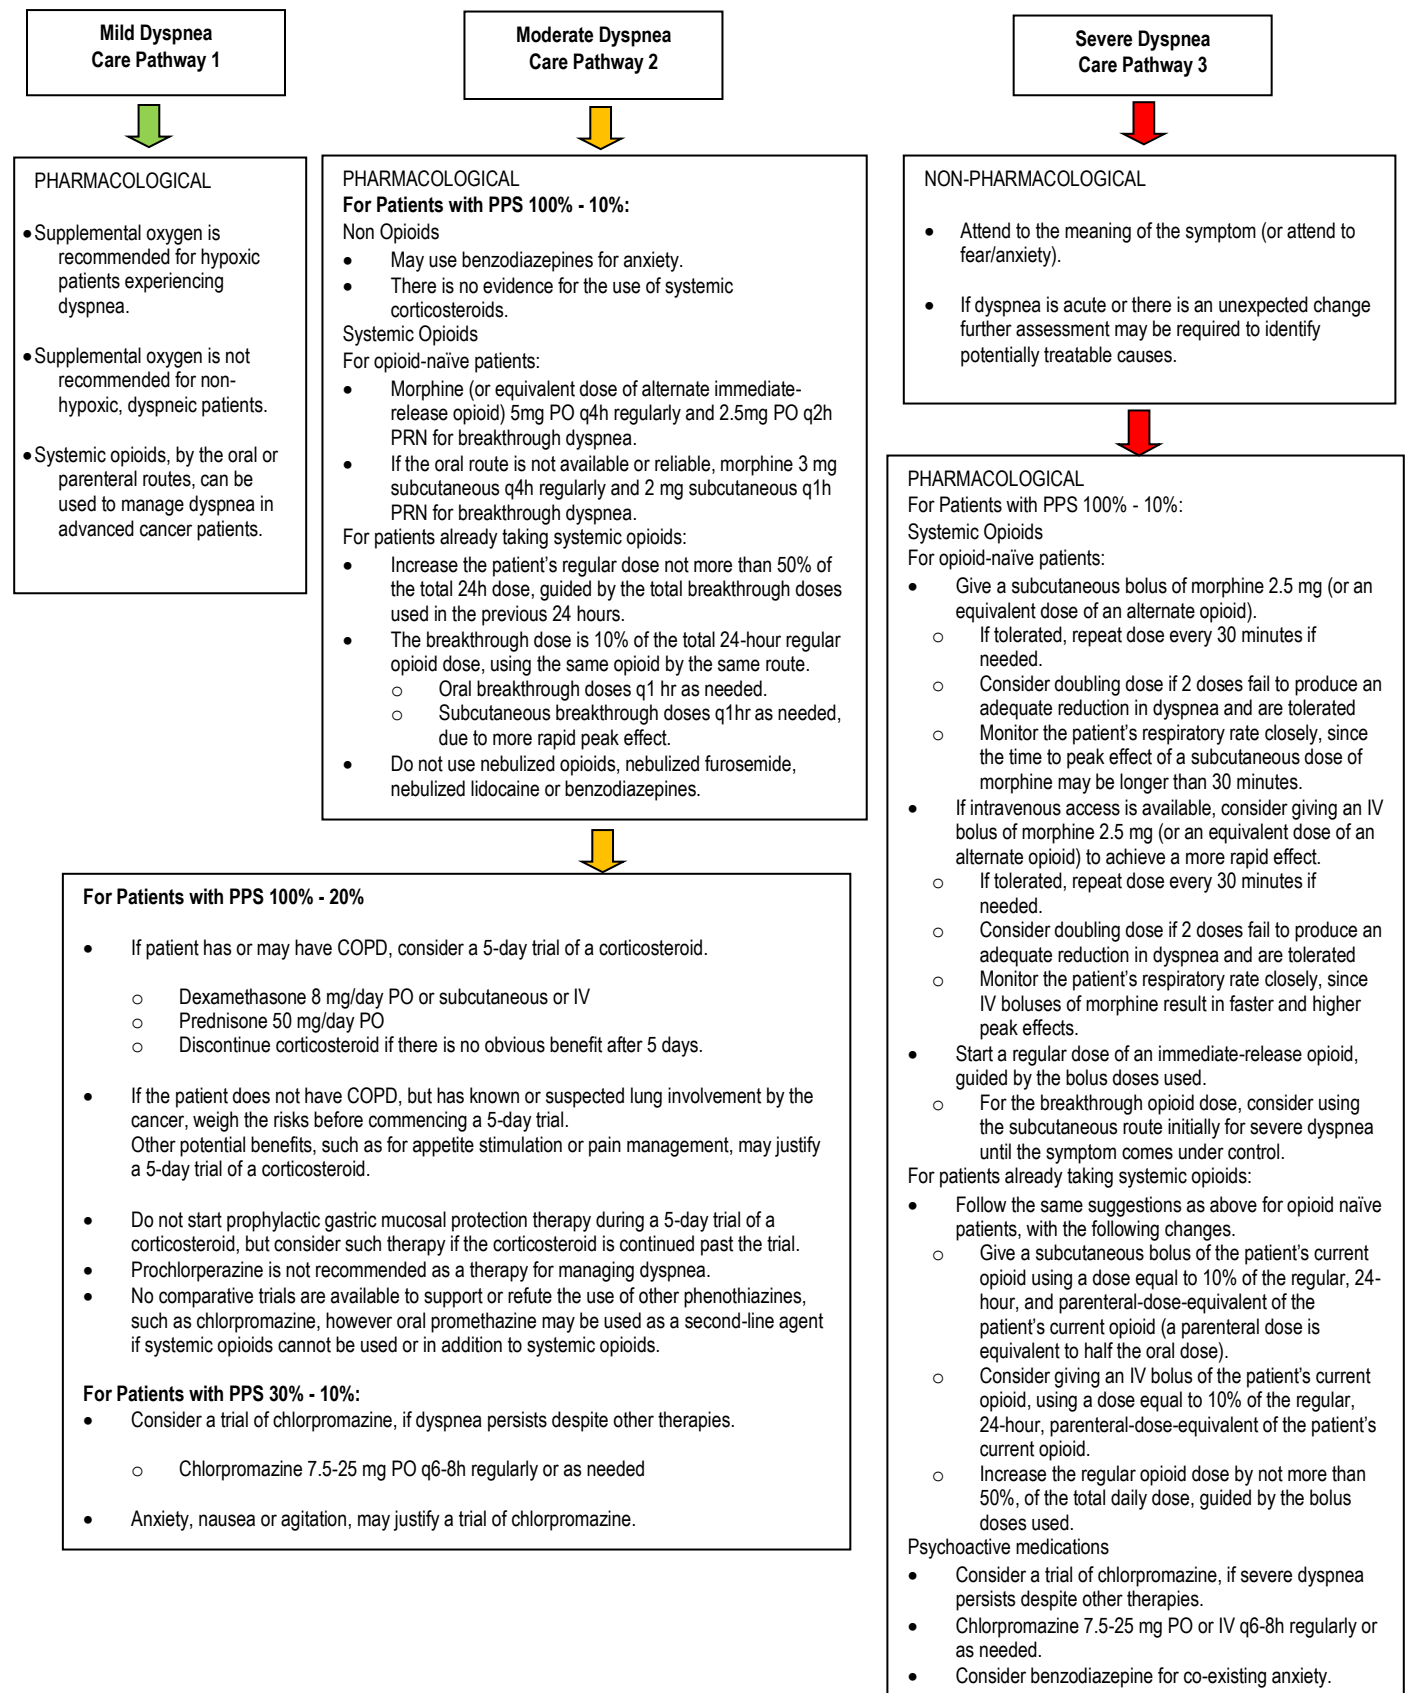 Mild Dyspnea
Care Pathway 1
PHARMACOLOGICAL
• Supplemental oxygen is
recommended for hypoxic
patients experiencing
dyspnea.
• Supplemental oxygen is not
recommended for non-
hypoxic, dyspneic patients.
• Systemic opioids, by the oral or
parenteral routes, can be
used to manage dyspnea in
advanced cancer patients.
Moderate Dyspnea
Care Pathway 2
PHARMACOLOGICAL
For Patients with PPS 100% - 10%:
Non Opioids
• May use benzodiazepines for anxiety.
• There is no evidence for the use of systemic
corticosteroids.
Systemic Opioids
For opioid-naïve patients:
• Morphine (or equivalent dose of alternate immediate-
release opioid) 5mg PO q4h regularly and 2.5mg PO q2h
PRN for breakthrough dyspnea.
• If the oral route is not available or reliable, morphine 3 mg
subcutaneous q4h regularly and 2 mg subcutaneous q1h
PRN for breakthrough dyspnea.
For patients already taking systemic opioids:
• Increase the patient's regular dose not more than 50% of
the total 24h dose, guided by the total breakthrough doses
used in the previous 24 hours.
• The breakthrough dose is 10% of the total 24-hour regular
opioid dose, using the same opioid by the same route.
o Oral breakthrough doses q1 hr as needed.
o Subcutaneous breakthrough doses q1hr as needed,
due to more rapid peak effect.
• Do not use nebulized opioids, nebulized furosemide,
nebulized lidocaine or benzodiazepines.
For Patients with PPS 100% - 20%
• If patient has or may have COPD, consider a 5-day trial of a corticosteroid.
o Dexamethasone 8 mg/day PO or subcutaneous or IV
o Prednisone 50 mg/day PO
o Discontinue corticosteroid if there is no obvious benefit after 5 days.
• If the patient does not have COPD, but has known or suspected lung involvement by the
cancer, weigh the risks before commencing a 5-day trial.
Other potential benefits, such as for appetite stimulation or pain management, may justify
a 5-day trial of a corticosteroid.
• Do not start prophylactic gastric mucosal protection therapy during a 5-day trial of a
corticosteroid, but consider such therapy if the corticosteroid is continued past the trial.
• Prochlorperazine is not recommended as a therapy for managing dyspnea.
• No comparative trials are available to support or refute the use of other phenothiazines,
such as chlorpromazine, however oral promethazine may be used as a second-line agent
if systemic opioids cannot be used or in addition to systemic opioids.
For Patients with PPS 30% - 10%:
• Consider a trial of chlorpromazine, if dyspnea persists despite other therapies.
o Chlorpromazine 7.5-25 mg PO q6-8h regularly or as needed
• Anxiety, nausea or agitation, may justify a trial of chlorpromazine.
Severe Dyspnea
Care Pathway 3
NON-PHARMACOLOGICAL
• Attend to the meaning of the symptom (or attend to
fear/anxiety).
• If dyspnea is acute or there is an unexpected change
further assessment may be required to identify
potentially treatable causes.
PHARMACOLOGICAL
For Patients with PPS 100% - 10%:
Systemic Opioids
For opioid-naïve patients:
• Give a subcutaneous bolus of morphine 2.5 mg (or an
equivalent dose of an alternate opioid).
o If tolerated, repeat dose every 30 minutes if
needed.
o Consider doubling dose if 2 doses fail to produce an
adequate reduction in dyspnea and are tolerated
o Monitor the patient's respiratory rate closely, since
the time to peak effect of a subcutaneous dose of
morphine may be longer than 30 minutes.
• If intravenous access is available, consider giving an IV
bolus of morphine 2.5 mg (or an equivalent dose of an
alternate opioid) to achieve a more rapid effect.
o If tolerated, repeat dose every 30 minutes if
needed.
o Consider doubling dose if 2 doses fail to produce an
adequate reduction in dyspnea and are tolerated
o Monitor the patient's respiratory rate closely, since
IV boluses of morphine result in faster and higher
peak effects.
• Start a regular dose of an immediate-release opioid,
guided by the bolus doses used.
o For the breakthrough opioid dose, consider using
the subcutaneous route initially for severe dyspnea
until the symptom comes under control.
For patients already taking systemic opioids:
• Follow the same suggestions as above for opioid naïve
patients, with the following changes.
o Give a subcutaneous bolus of the patient's current
opioid using a dose equal to 10% of the regular, 24-
hour, and parenteral-dose-equivalent of the
patient's current opioid (a parenteral dose is
equivalent to half the oral dose).
o Consider giving an IV bolus of the patient's current
opioid, using a dose equal to 10% of the regular,
24-hour, parenteral-dose-equivalent of the patient's
current opioid.
o Increase the regular opioid dose by not more than
50%, of the total daily dose, guided by the bolus
doses used.
Psychoactive medications
• Consider a trial of chlorpromazine, if severe dyspnea
persists despite other therapies.
• Chlorpromazine 7.5-25 mg PO or IV q6-8h regularly or
as needed.
• Consider benzodiazepine for co-existing anxiety.